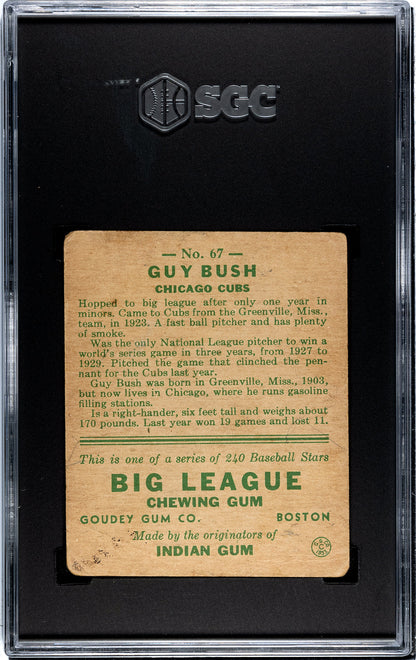 SGC
— No. 67 —
GUY BUSH
CHICAGO CUBS
Hopped to big league after only one year in
minors. Came to Cubs from the Greenville, Miss.,
team, in 1923. A fast ball pitcher and has plenty
of smoke.
Was the only National League pitcher to win a
world's series game in three years, from 1927 to
1929. Pitched the game that clinched the pen-
nant for the Cubs last year.
Guy Bush was born in Greenville, Miss., 1903,
but now lives in Chicago, where he runs gasoline
filling stations.
Is a right-hander, six feet tall and weighs about
170 pounds. Last year won 19 games and lost 11.
This is one of a series of 240 Baseball Stars
BIG LEAGUE
CHEWING GUM
GOUDEY GUM CO. BOSTON
Made by the originators of
INDIAN GUM